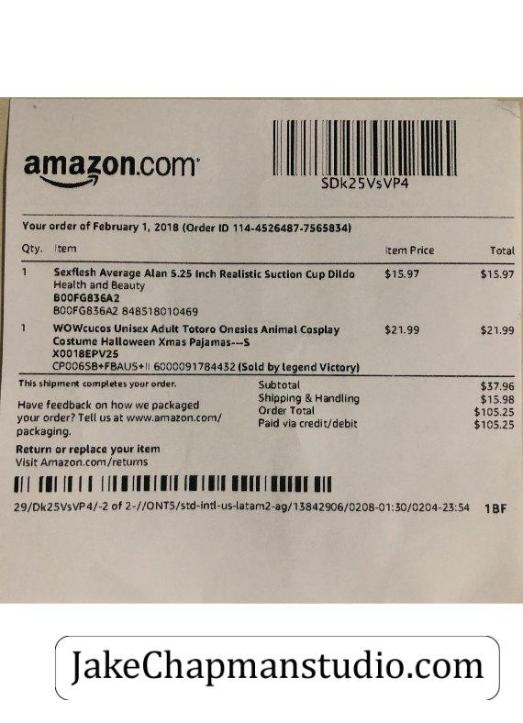 amazon.com
SDk25VsVP4
Your order of February 1, 2018 (Order ID 114-4526487-7565834)
Qty. Item Item Price Total
1 Sexflesh Average Alan 5.25 Inch Realistic Suction Cup Dildo $15.97 $15.97
Health and Beauty
B00FG836A2
B00FG836A2 848518010469
1 WOWcucos Unisex Adult Totoro Onesies Animal Cosplay $21.99 $21.99
Costume Halloween Xmas Pajamas---S
X0018EPV25
CP006SB+FBAUS+II 6000091784432 (Sold by legend Victory)
This shipment completes your order.
Have feedback on how we packaged
your order? Tell us at www.amazon.com/
packaging.
Return or replace your item
Visit Amazon.com/returns
Subtotal $37.96
Shipping & Handling $15.98
Order Total $105.25
Paid via credit/debit $105.25
29/Dk25VsVP4/-2 of 2-//ONT5/std-intl-us-latam2-ag/13842906/0208-01:30/0204-23:54 1BF
JakeChapmanstudio.com